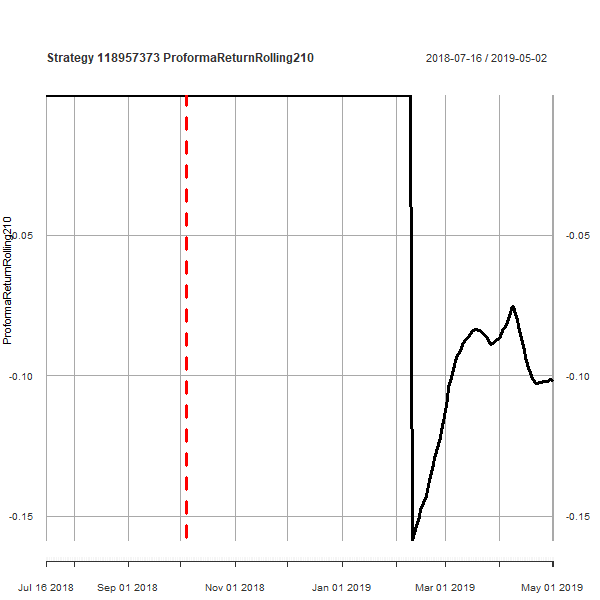 Strategy 118957373 ProformaReturnRolling210
2018-07-16 / 2019-05-02
ProformaReturnRolling210
-0.05
-0.05
-0.10
-0.10
-0.15
-0.15
Jul 16 2018
Sep 01 2018
Nov 01 2018
Jan 01 2019
Mar 01 2019
May 01 2019